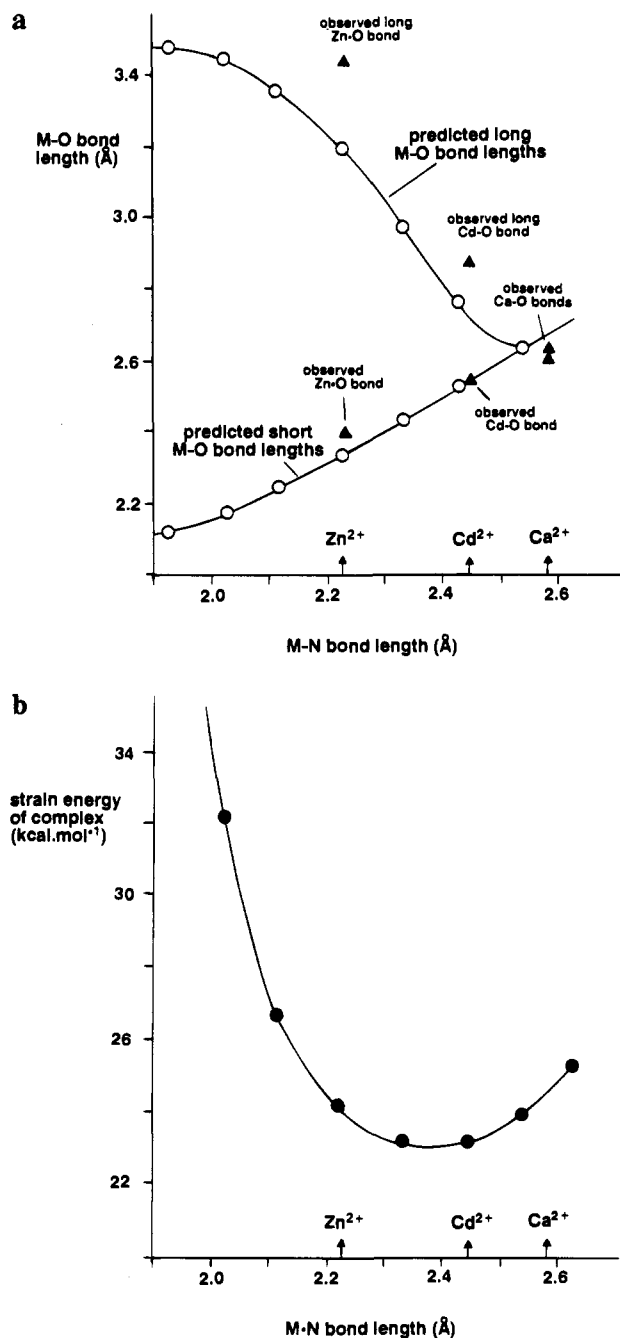 a
observed long
Zn-O bond
3.4
M-O bond
length (Å)
predicted long
M-O bond lengths
3.0
observed long
Cd-O bond
observed
Ca-O bonds
2.6
observed
Zn-O bond
observed
Cd-O bond
predicted short
M-O bond lengths
2.2
Zn²⁺ Cd²⁺ Ca²⁺
2.0 2.2 2.4 2.6
M-N bond length (Å)
b
34
strain energy
of complex
(kcal.mol⁻¹)
30
26
22
Zn²⁺ Cd²⁺ Ca²⁺
2.0 2.2 2.4 2.6
M-N bond length (Å)